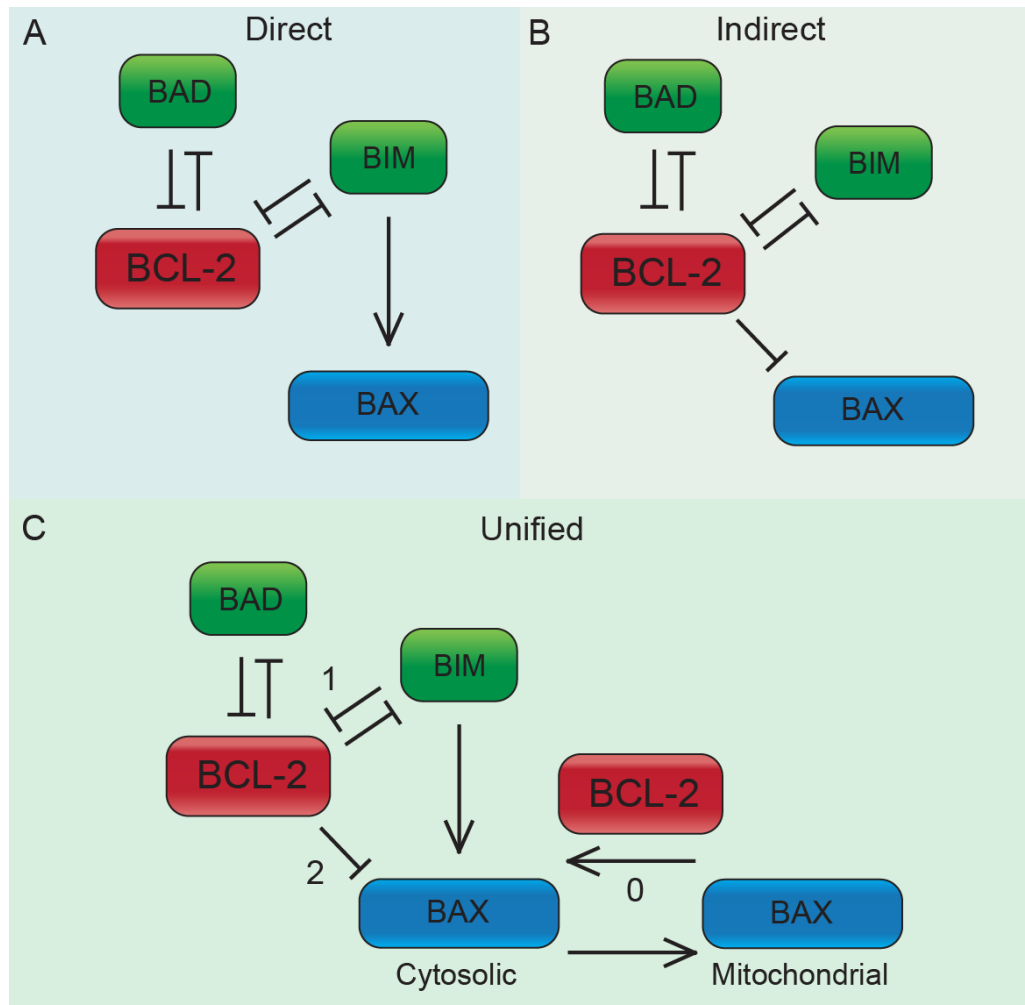 A
Direct
BAD
BIM
BCL-2
BAX
B
Indirect
BAD
BIM
BCL-2
BAX
C
Unified
BAD
1
BIM
BCL-2
BCL-2
2
0
BAX
BAX
Cytosolic
Mitochondrial